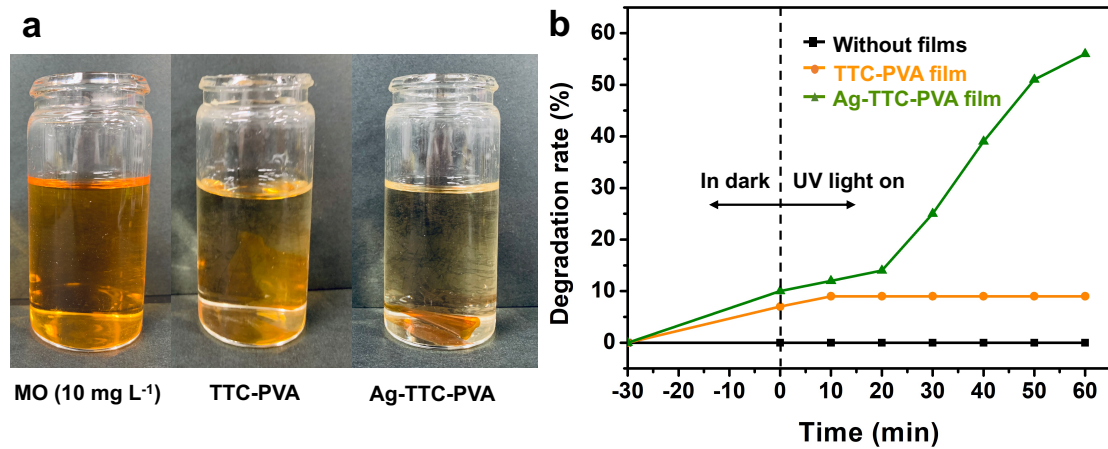 a
MO (10 mg L⁻¹)
TTC-PVA
Ag-TTC-PVA
b
Degradation rate (%)
60
50
40
30
20
10
0
Without films
TTC-PVA film
Ag-TTC-PVA film
In dark
UV light on
-30 -20 -10 0 10 20 30 40 50 60
Time (min)